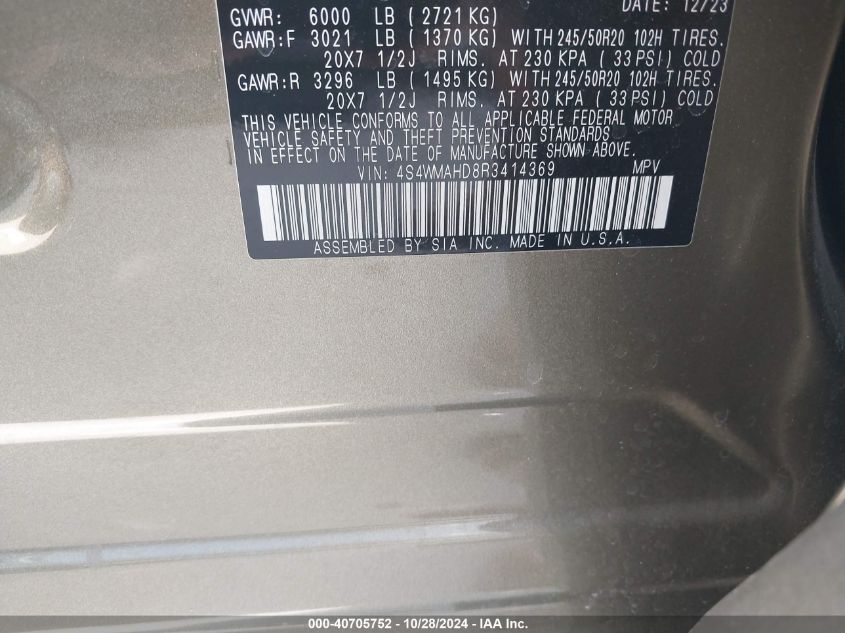 GVWR: 6000 LB ( 2721 KG) DATE: 12/23
GAWR:F 3021 LB ( 1370 KG) WITH 245/50R20 102H TIRES.
20X7 1/2J RIMS. AT 230 KPA ( 33 PSI) COLD
GAWR:R 3296 LB ( 1495 KG) WITH 245/50R20 102H TIRES.
20X7 1/2J RIMS. AT 230 KPA ( 33 PSI) COLD
THIS VEHICLE CONFORMS TO ALL APPLICABLE FEDERAL MOTOR
VEHICLE SAFETY AND THEFT PREVENTION STANDARDS
IN EFFECT ON THE DATE OF MANUFACTURE SHOWN ABOVE.
VIN: 4S4WMAHD8R3414369 MPV
ASSEMBLED BY SIA INC. MADE IN U.S.A.
000-40705752 - 10/28/2024 - IAA Inc.